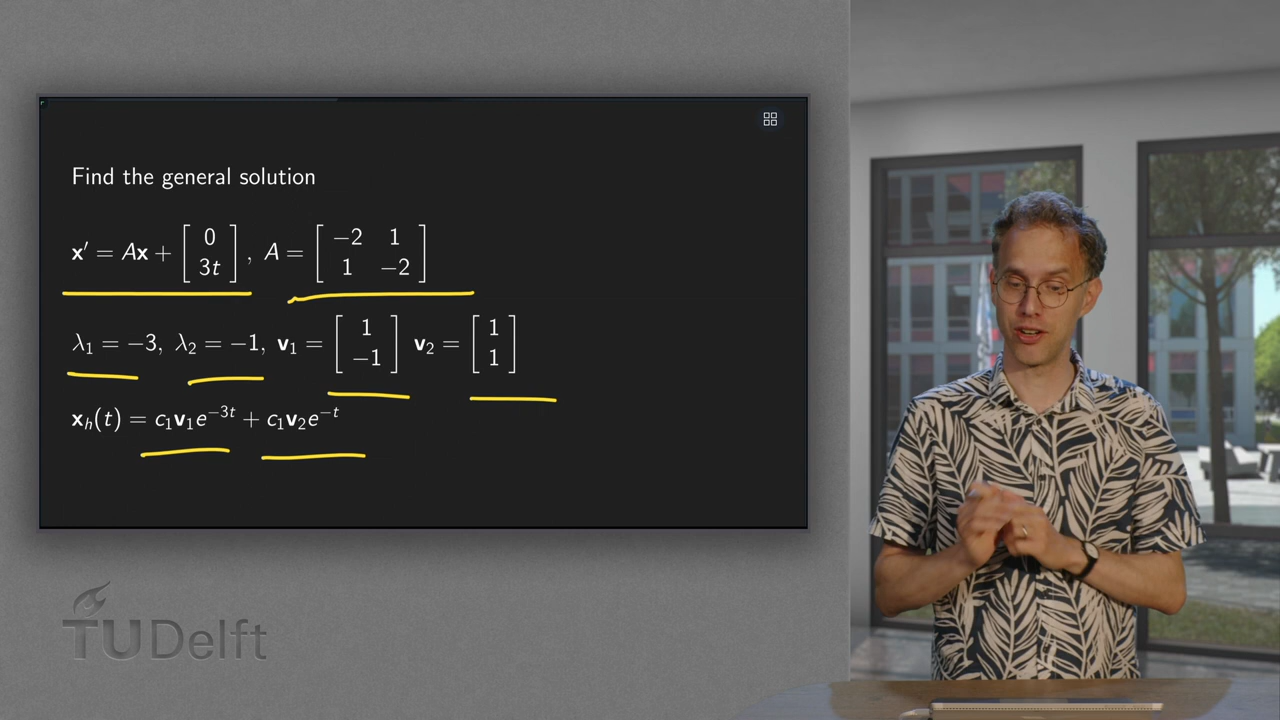 Find the general solution
x′ = Ax + [ 0 3t ], A = [ −2 1 1 −2 ]
λ₁ = −3, λ₂ = −1, v₁ = [ 1 −1 ] v₂ = [ 1 1 ]
xₕ(t) = c₁v₁e⁻³ᵗ + c₁v₂e⁻ᵗ
TUDelft